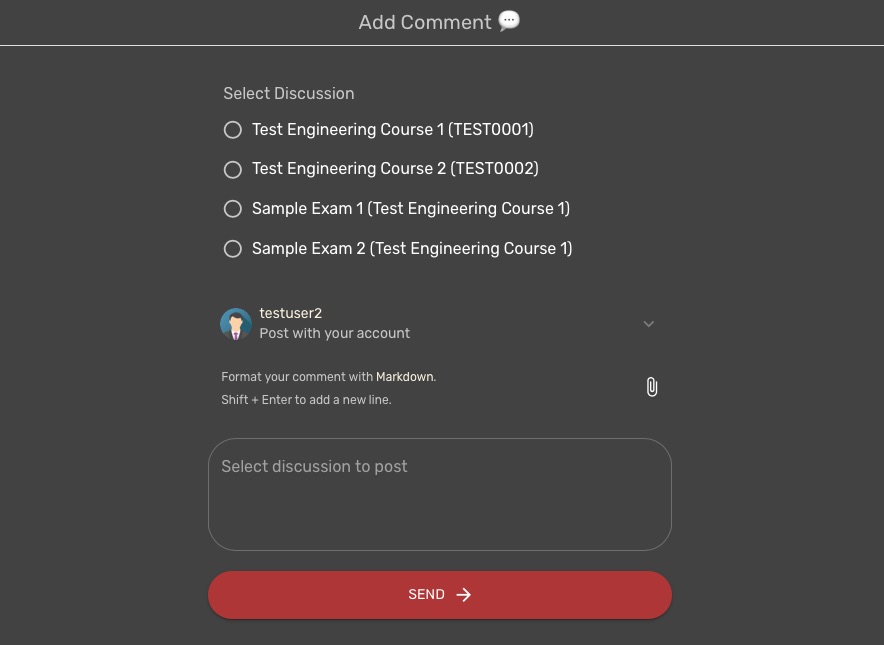 Add Comment 💬
Select Discussion
Test Engineering Course 1 (TEST0001)
Test Engineering Course 2 (TEST0002)
Sample Exam 1 (Test Engineering Course 1)
Sample Exam 2 (Test Engineering Course 1)
testuser2
Post with your account
Format your comment with Markdown.
Shift + Enter to add a new line.
Select discussion to post
SEND →